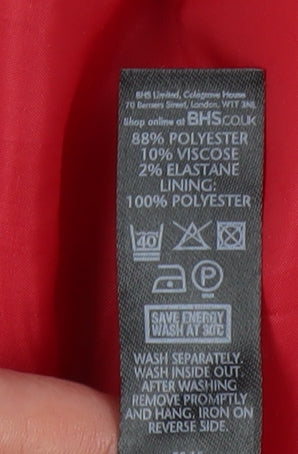 BHS Limited, Colegrave House
70 Berners Street, London, W1T 3NL
Shop online at BHS.CO.UK
88% POLYESTER
10% VISCOSE
2% ELASTANE
LINING:
100% POLYESTER
40 P
SAVE ENERGY
WASH AT 30°C
WASH SEPARATELY.
WASH INSIDE OUT.
AFTER WASH
REMOVE PROMPTLY
AND HANG. IRON ON
REVERSE SIDE.